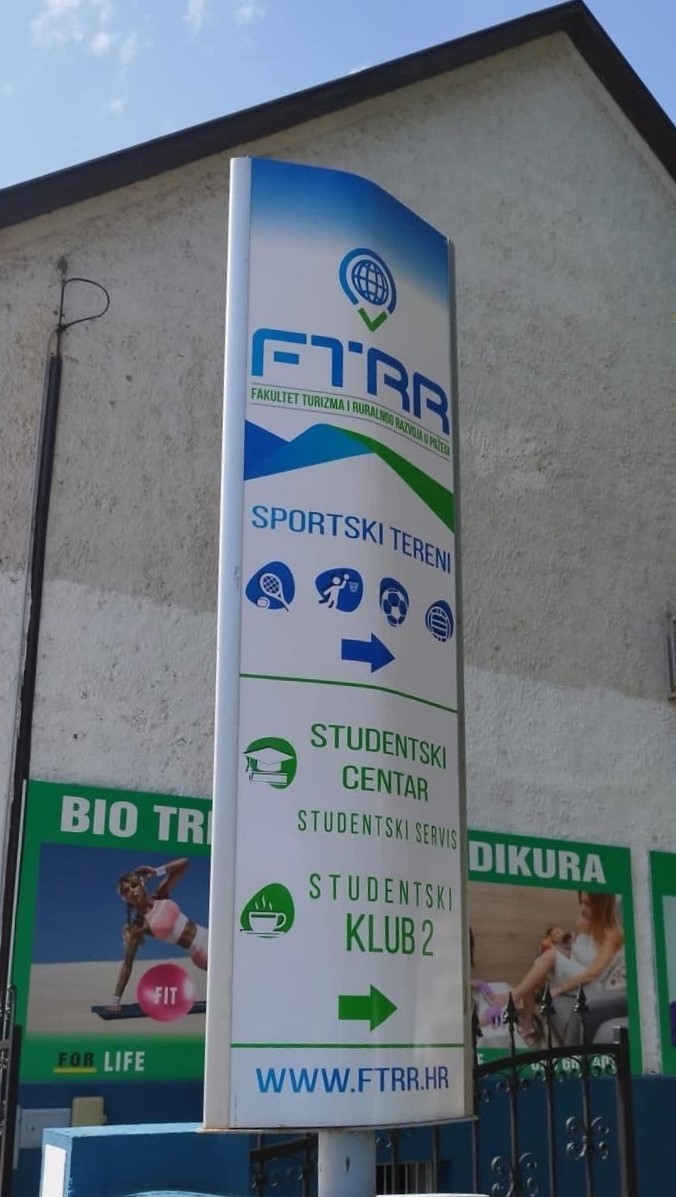 FTRR
FAKULTET TURIZMA I RURALNOG RAZVOJA U POŽEGI
SPORTSKI TERENI
STUDENTSKI
CENTAR
STUDENTSKI SERVIS
STUDENTSKI
KLUB 2
WWW.FTRR.HR
BIO TR
FIT
FOR LIFE
DIKURA